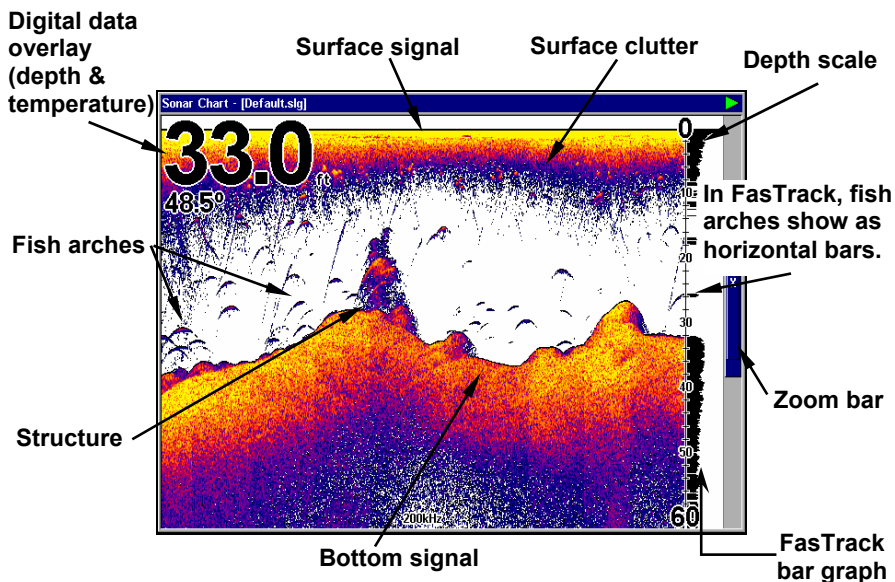 Digital data
overlay
(depth &
temperature)
Surface signal
Surface clutter
Depth scale
Sonar Chart - [Default.slg]
33.0 ft
48.5º
0
10
20
30
40
50
60
In FasTrack, fish
arches show as
horizontal bars.
Fish arches
Zoom bar
Structure
200kHz
Bottom signal
FasTrack
bar graph